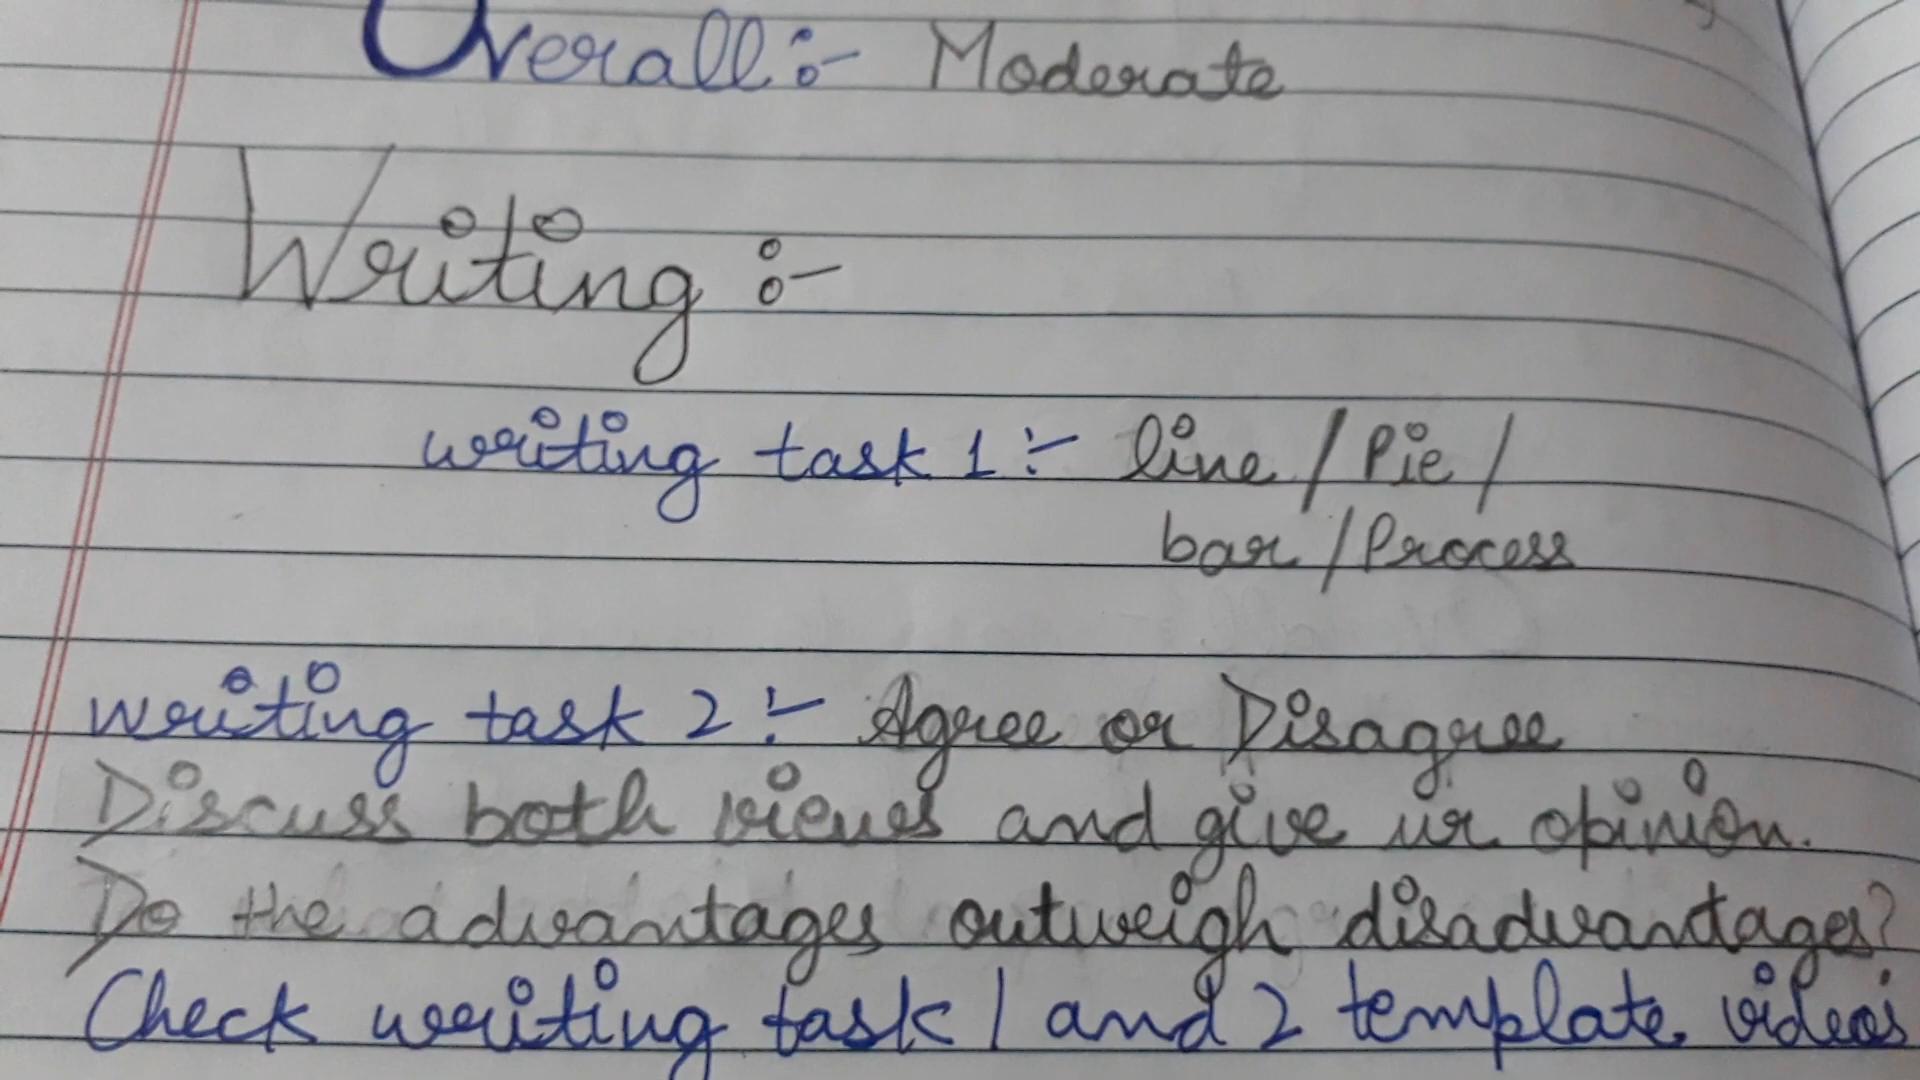 Overall :- Moderate
Writing :-
writing task 1 :- line / Pie /
bar / Process
writing task 2 :- Agree or Disagree
Discuss both views and give ur opinion.
Do the advantages outweigh disadvantages?
Check writing task 1 and 2 template videos